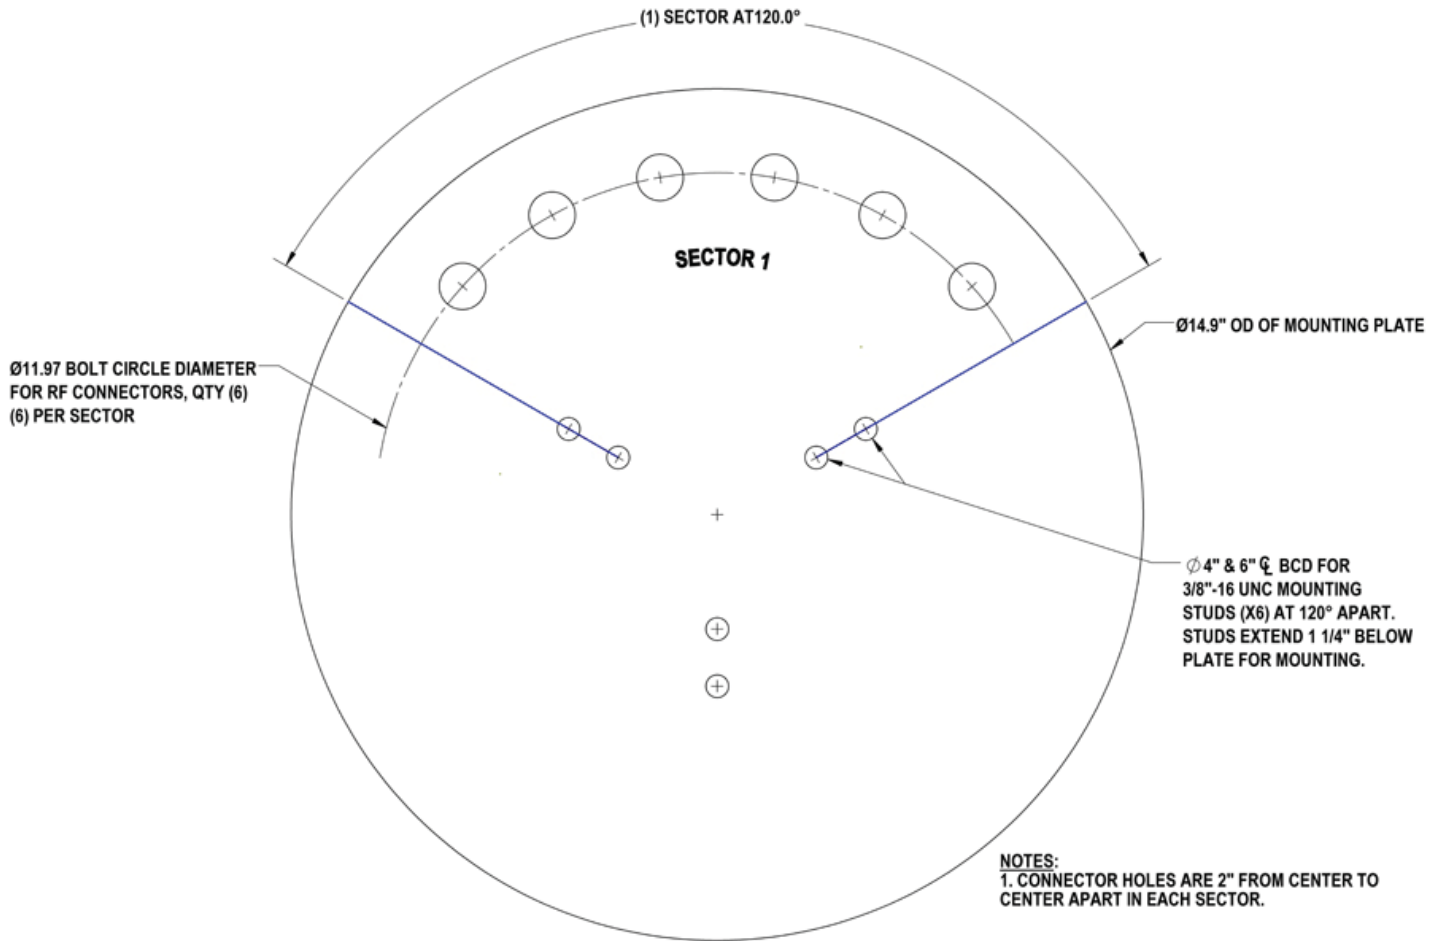 (1) SECTOR AT120.0°
SECTOR 1
Ø14.9" OD OF MOUNTING PLATE
Ø11.97 BOLT CIRCLE DIAMETER
FOR RF CONNECTORS, QTY (6)
(6) PER SECTOR
∅4" & 6" ℄ BCD FOR
3/8"-16 UNC MOUNTING
STUDS (X6) AT 120° APART.
STUDS EXTEND 1 1/4" BELOW
PLATE FOR MOUNTING.
NOTES:
1. CONNECTOR HOLES ARE 2" FROM CENTER TO
CENTER APART IN EACH SECTOR.